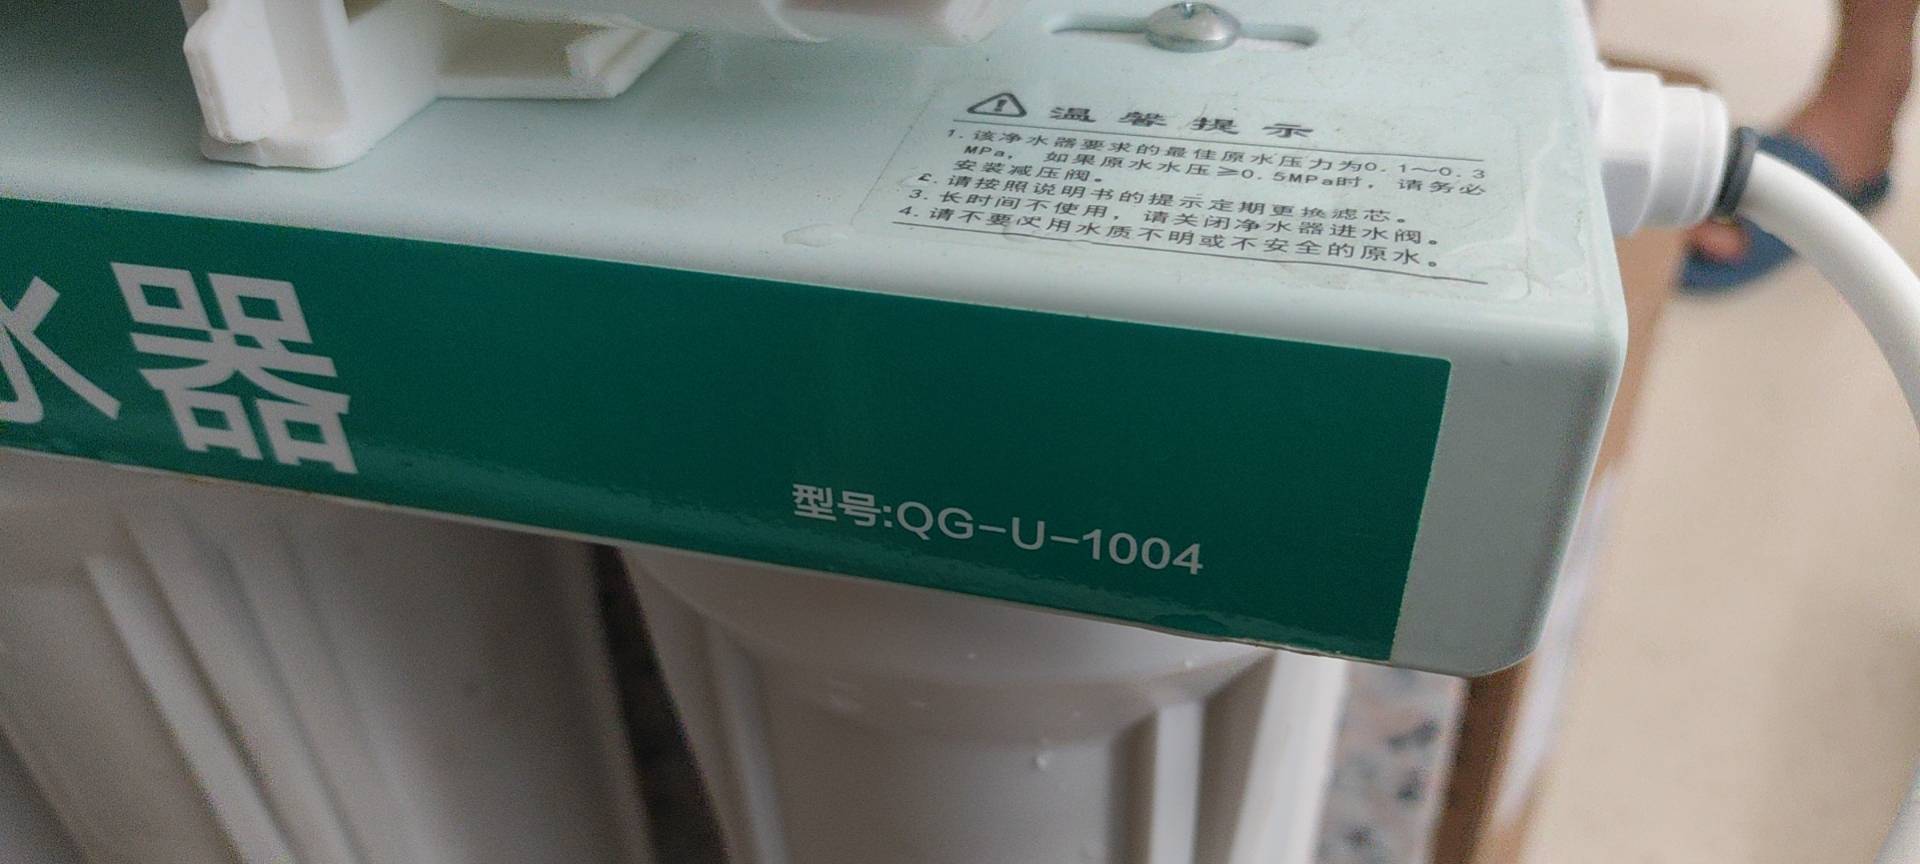 温馨提示
1. 该净水器要求的最佳原水压力为0.1～0.3
MPa, 如果原水水压≥0.5MPa时, 请务必
安装减压阀。
2. 请按照说明书的提示定期更换滤芯。
3. 长时间不使用, 请关闭净水器进水阀。
4. 请不要使用水质不明或不安全的原水。
水器
型号:QG-U-1004